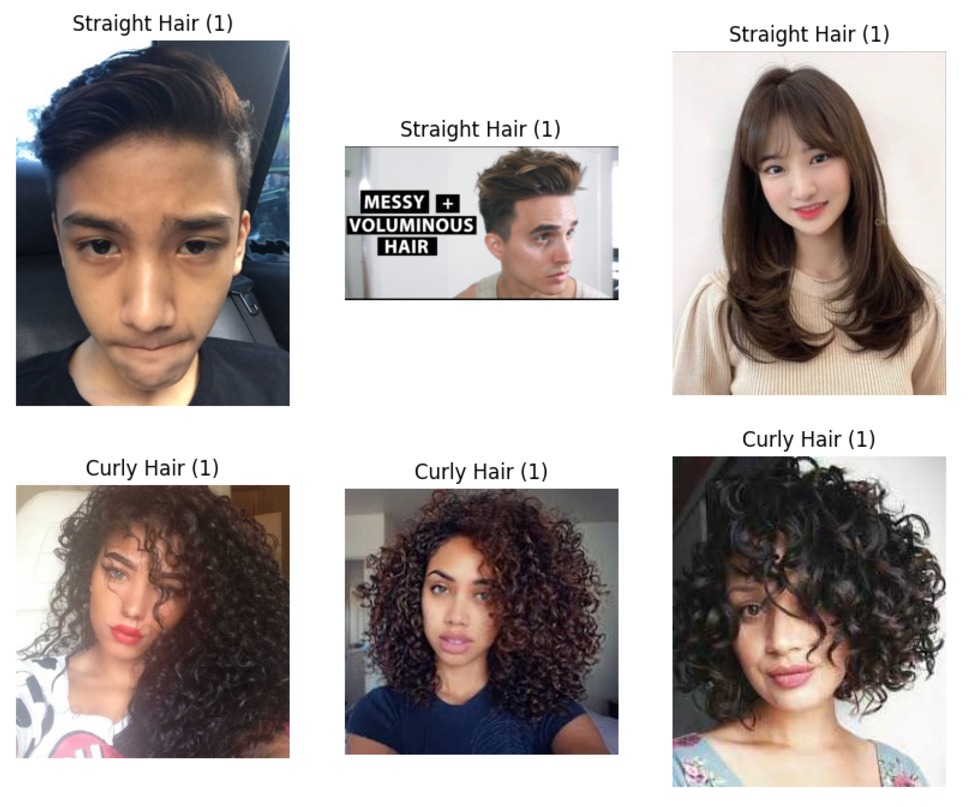 Straight Hair (1)
Straight Hair (1)
Straight Hair (1)
MESSY +
VOLUMINOUS
HAIR
Curly Hair (1)
Curly Hair (1)
Curly Hair (1)